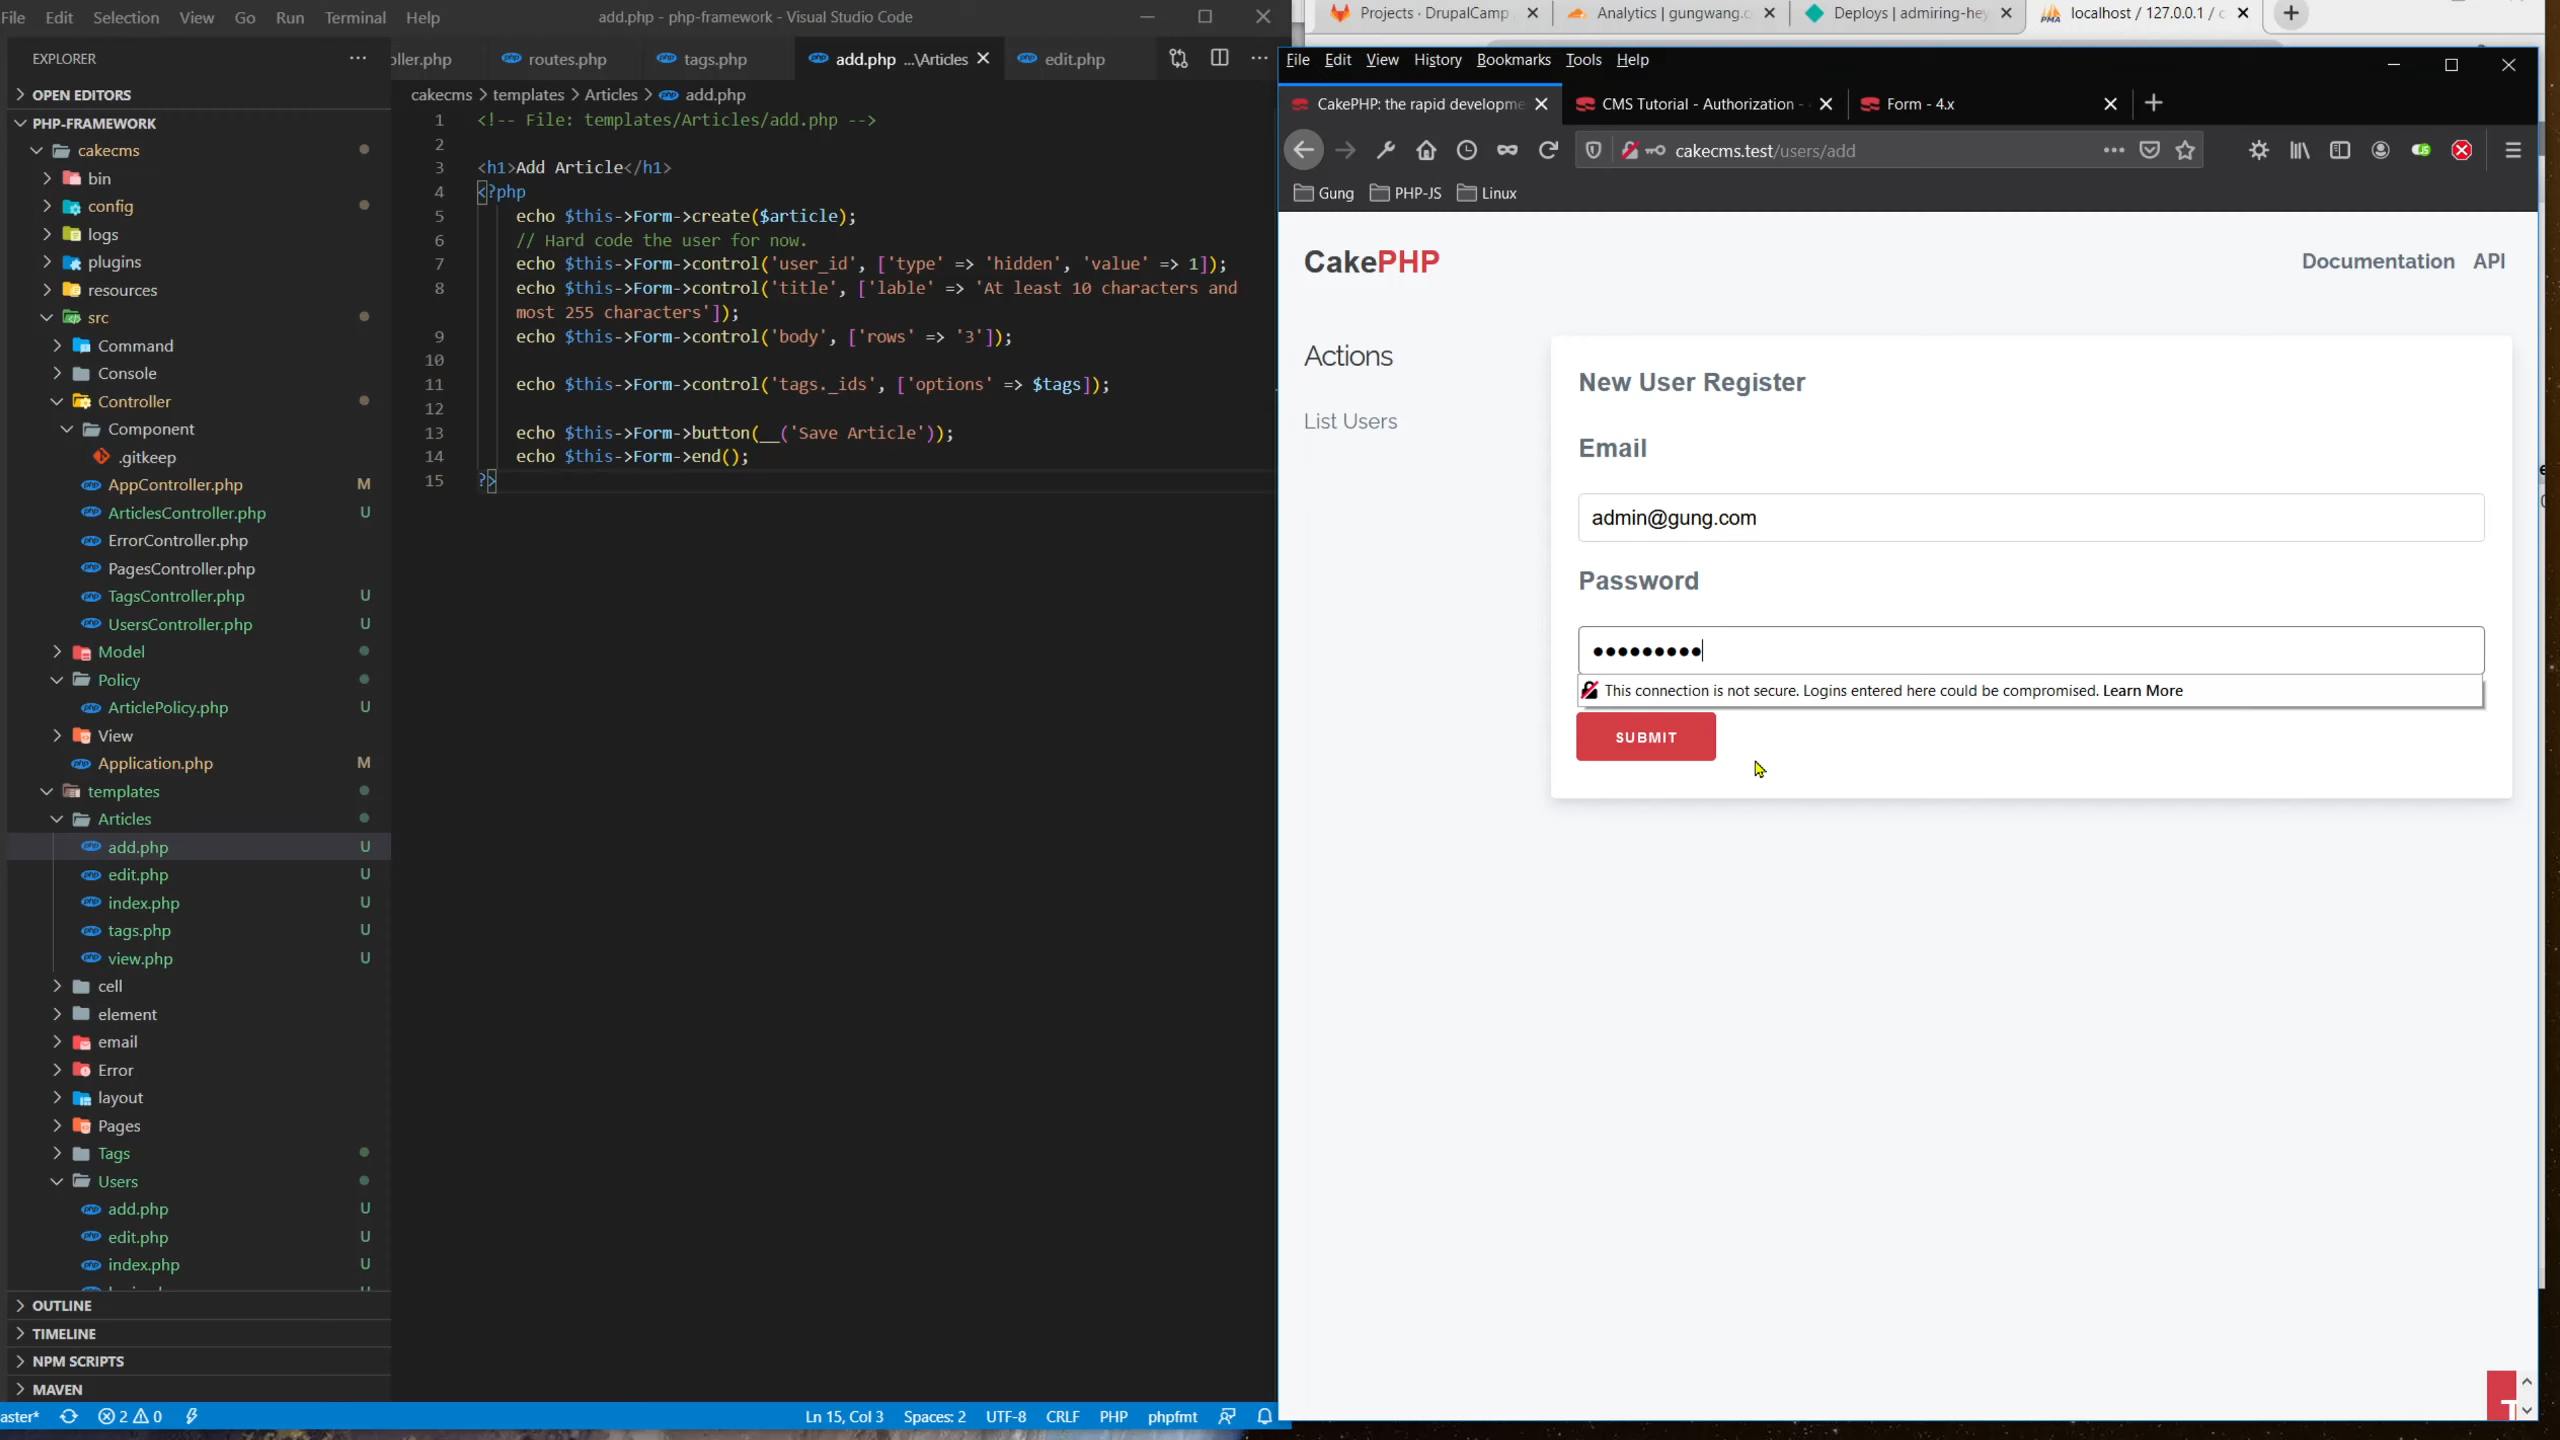 File Edit Selection View Go Run Terminal Help
add.php - php-framework - Visual Studio Code
EXPLORER
OPEN EDITORS
PHP-FRAMEWORK
cakecms
bin
config
logs
plugins
resources
src
Command
Console
Controller
Component
.gitkeep
AppController.php M
ArticlesController.php U
ErrorController.php
PagesController.php
TagsController.php U
UsersController.php U
Model
Policy
ArticlePolicy.php U
View
Application.php M
templates
Articles
add.php U
edit.php U
index.php U
tags.php U
view.php U
cell
element
email
Error
layout
Pages
Tags
Users
add.php U
edit.php U
index.php U
OUTLINE
TIMELINE
NPM SCRIPTS
MAVEN
oller.php routes.php tags.php add.php ...\Articles edit.php
cakecms > templates > Articles > add.php
1 <!-- File: templates/Articles/add.php -->
2
3 <h1>Add Article</h1>
4 <?php
5 echo $this->Form->create($article);
6 // Hard code the user for now.
7 echo $this->Form->control('user_id', ['type' => 'hidden', 'value' => 1]);
8 echo $this->Form->control('title', ['lable' => 'At least 10 characters and
most 255 characters']);
9 echo $this->Form->control('body', ['rows' => '3']);
10
11 echo $this->Form->control('tags._ids', ['options' => $tags]);
12
13 echo $this->Form->button(__('Save Article'));
14 echo $this->Form->end();
15 ?>
aster* 2 0 Ln 15, Col 3 Spaces: 2 UTF-8 CRLF PHP phpfmt
Projects · DrupalCamp Analytics | gungwang.c Deploys | admiring-hey localhost / 127.0.0.1 / c
File Edit View History Bookmarks Tools Help
CakePHP: the rapid developme CMS Tutorial - Authorization - Form - 4.x
cakecms.test/users/add
Gung PHP-JS Linux
CakePHP
Documentation API
Actions
List Users
New User Register
Email
admin@gung.com
Password
This connection is not secure. Logins entered here could be compromised. Learn More
SUBMIT